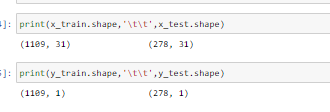 ]: print(x_train.shape,'\t\t',x_test.shape)
(1109, 31) (278, 31)
]: print(y_train.shape,'\t\t',y_test.shape)
(1109, 1) (278, 1)